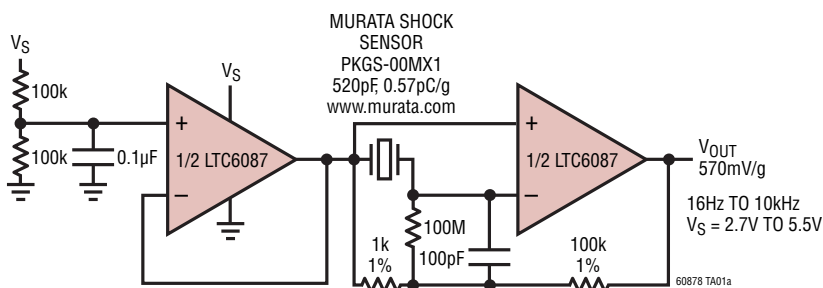 MURATA SHOCK
SENSOR
PKGS-00MX1
520pF, 0.57pC/g
www.murata.com
VS
100k
100k
0.1µF
VS
+
1/2 LTC6087
–
+
1/2 LTC6087
–
VOUT
570mV/g
16Hz TO 10kHz
VS = 2.7V TO 5.5V
100M
100pF
1k
1%
100k
1%
60878 TA01a